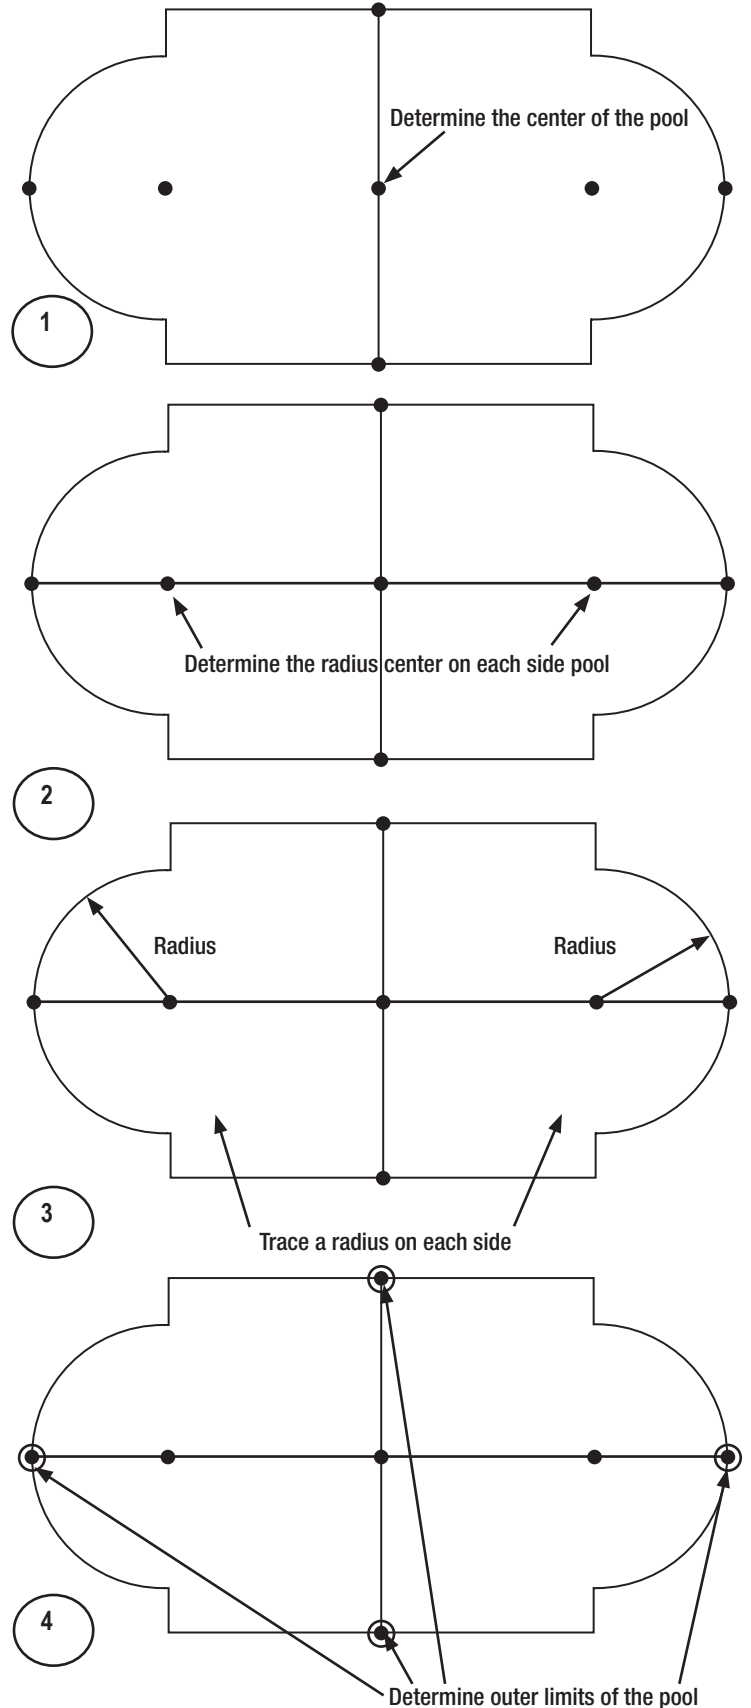 Determine the center of the pool
1
Determine the radius center on each side pool
2
Radius
Radius
3
Trace a radius on each side
4
Determine outer limits of the pool